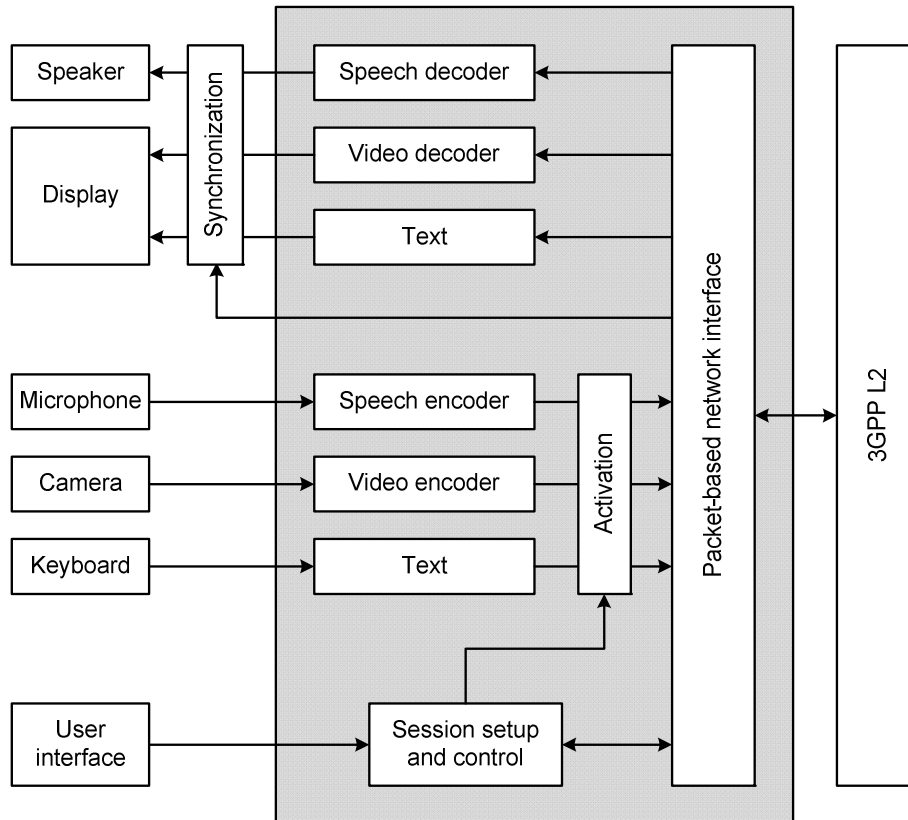 Speaker
Display
Synchronization
Speech decoder
Video decoder
Text
Packet-based network interface
3GPP L2
Microphone
Camera
Keyboard
Speech encoder
Video encoder
Text
Activation
User
interface
Session setup
and control